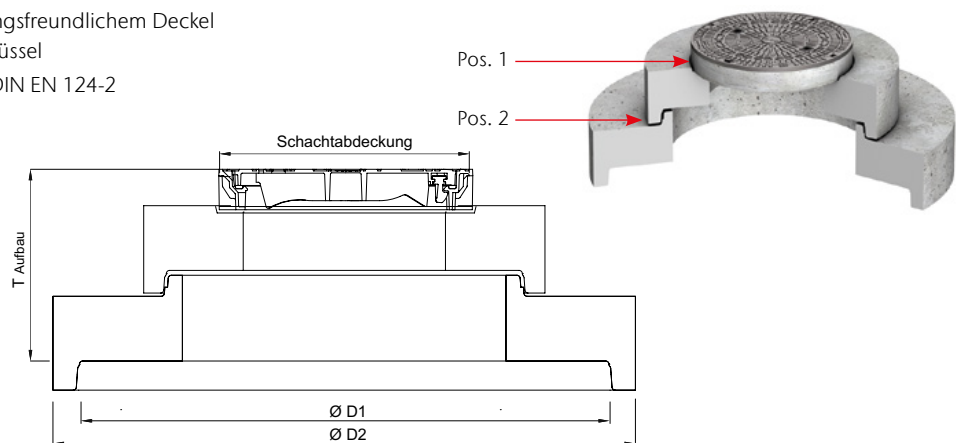 ngsfreundlichem Deckel
üssel
DIN EN 124-2
Pos. 1
Pos. 2
Schachtabdeckung
T Aufbau
Ø D1
Ø D2